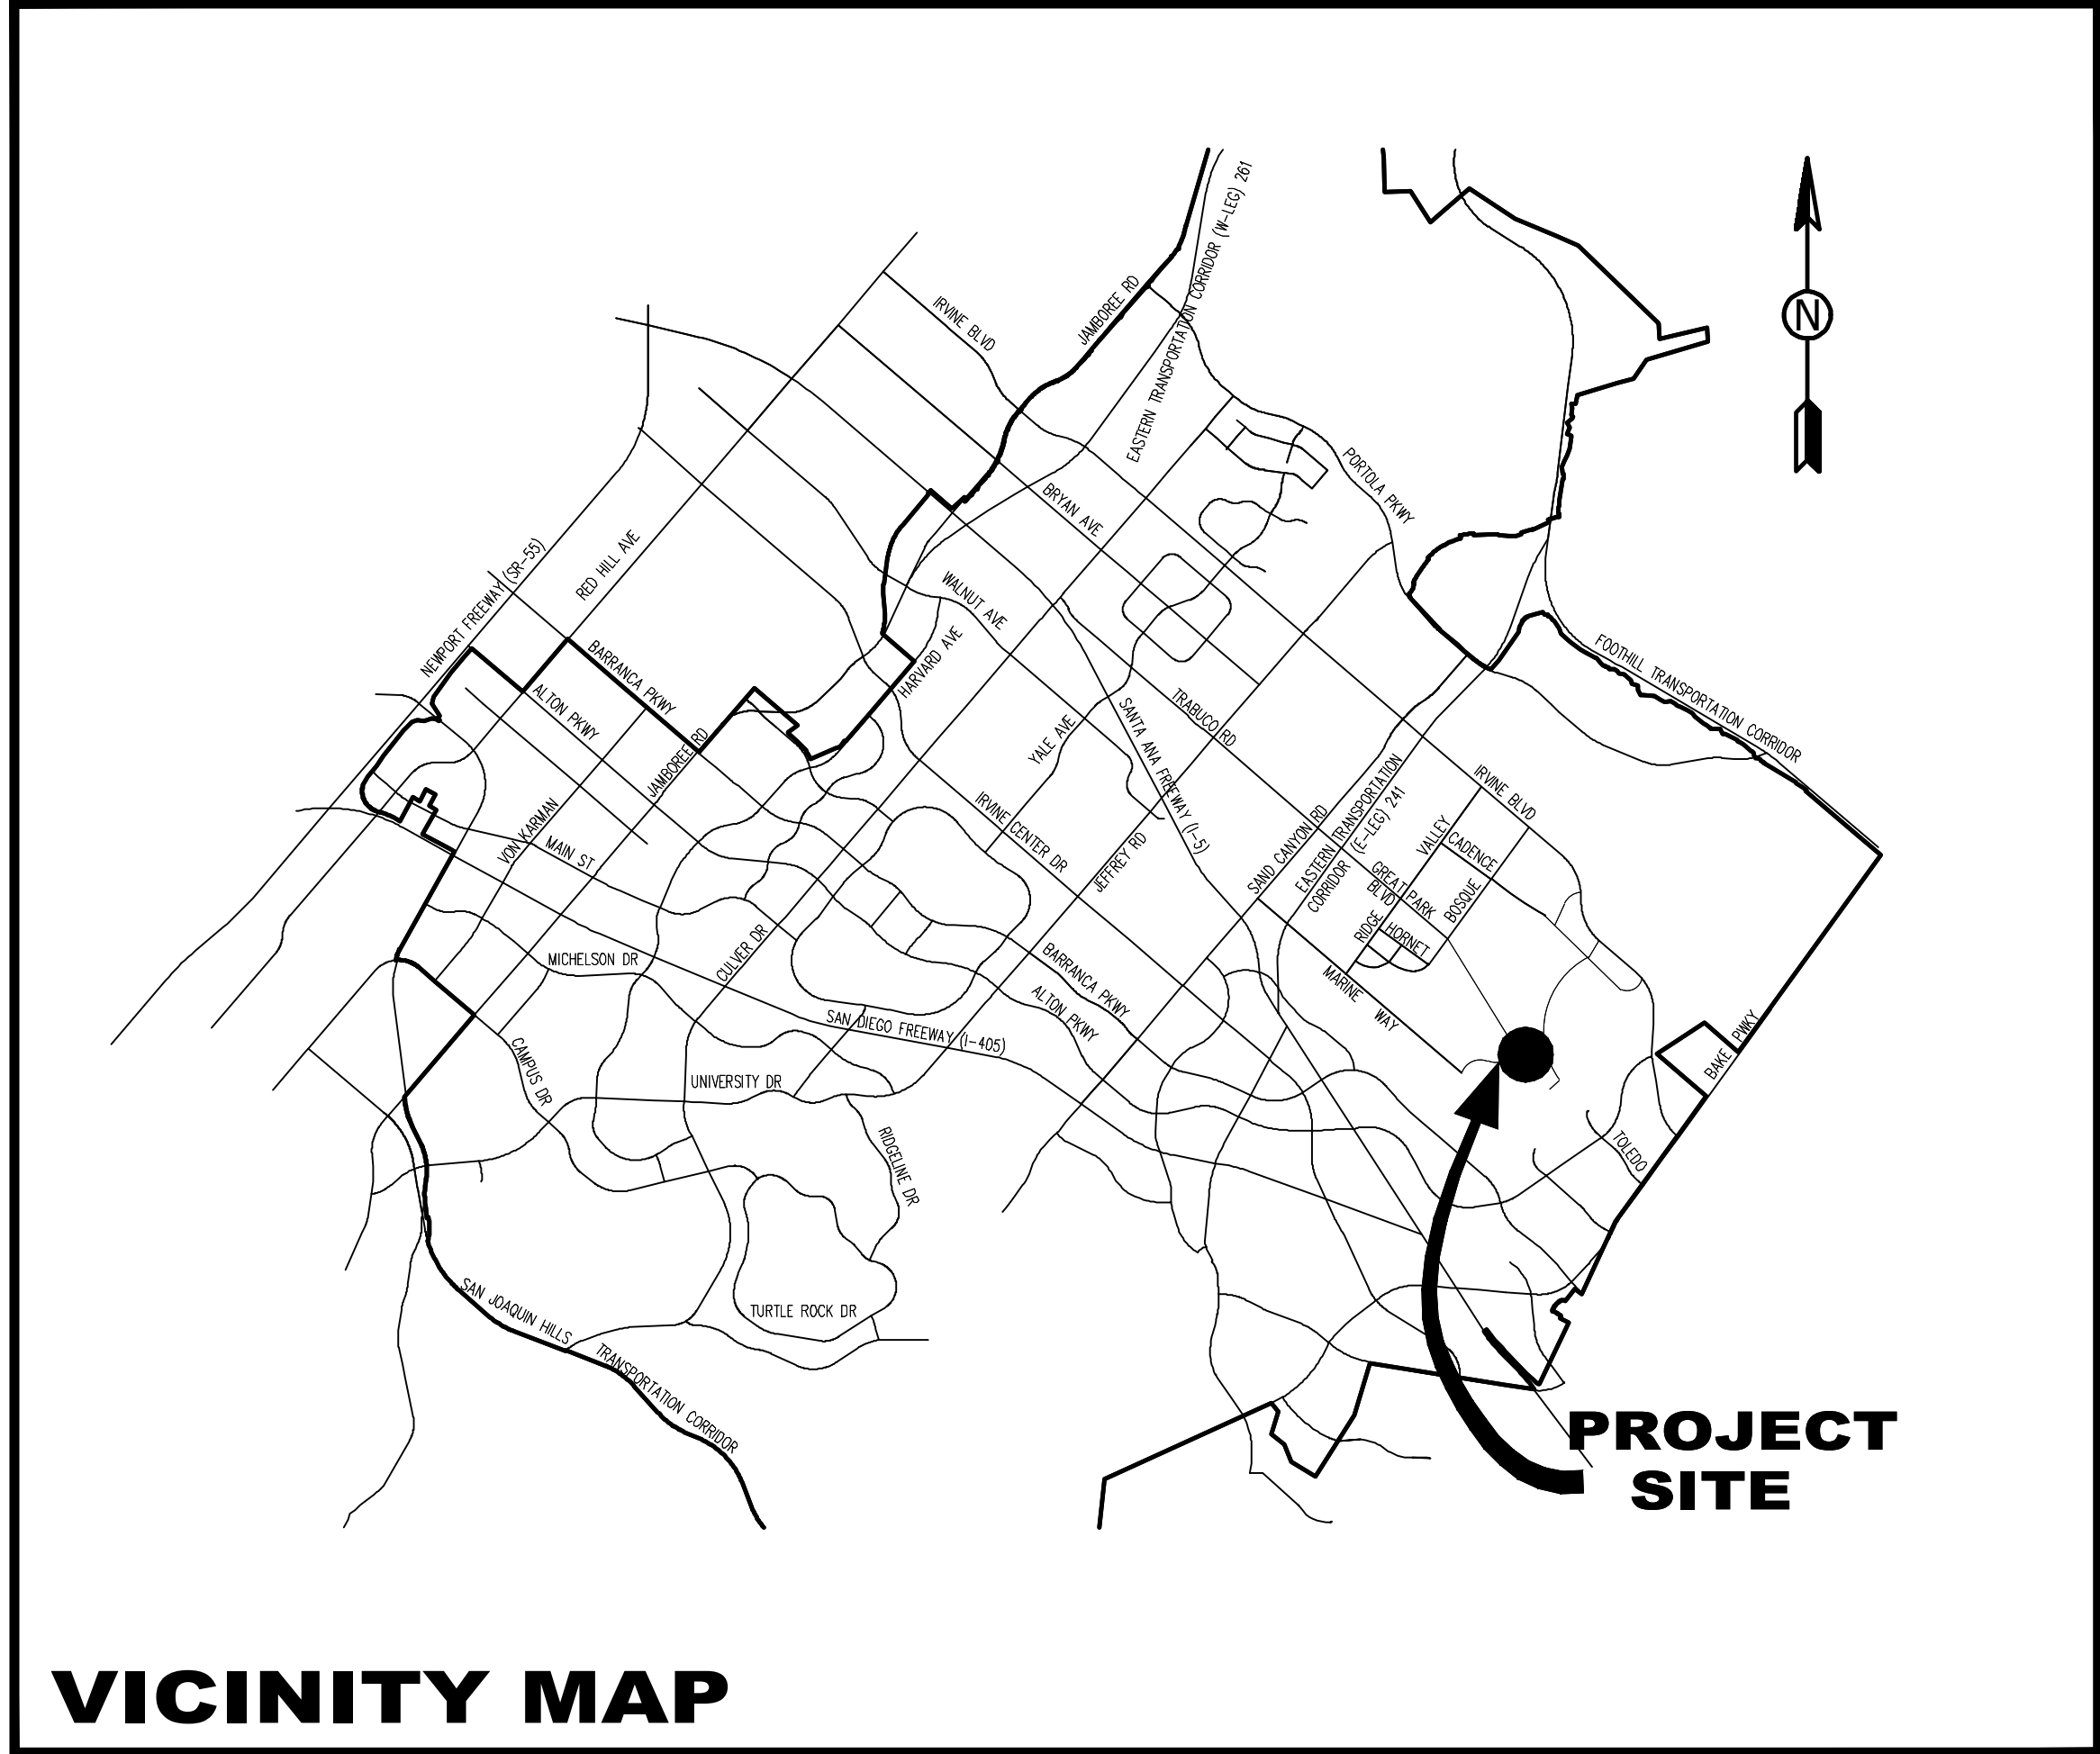 EASTERN TRANSPORTATION CORRIDOR (W-LEG) 261
JAMBOREE RD
IRVINE BLVD
N
PORTOLA PKWY
BRYAN AVE
RED HILL AVE
NEWPORT FREEWAY (SR-55)
WALNUT AVE
HARVARD AVE
FOOTHILL TRANSPORTATION CORRIDOR
BARRANCA PKWY
ALTON PKWY
JAMBOREE RD
YALE AVE
SANTA ANA FREEWAY (I-5)
TRABUCO RD
IRVINE BLVD
EASTERN TRANSPORTATION
CORRIDOR (E-LEG) 241
SAND CANYON RD
VALLEY
CADENCE
GREAT PARK
BLVD
BOSQUE
RIDGE
HORNET
VON KARMAN
MAIN ST
IRVINE CENTER DR
JEFFREY RD
CULVER DR
MICHELSON DR
BARRANCA PKWY
ALTON PKWY
MARINE WAY
SAN DIEGO FREEWAY (I-405)
BAKE PWKY
CAMPUS DR
UNIVERSITY DR
RIDGELINE DR
TOLEDO
TURTLE ROCK DR
SAN JOAQUIN HILLS TRANSPORTATION CORRIDOR
PROJECT
SITE
VICINITY MAP